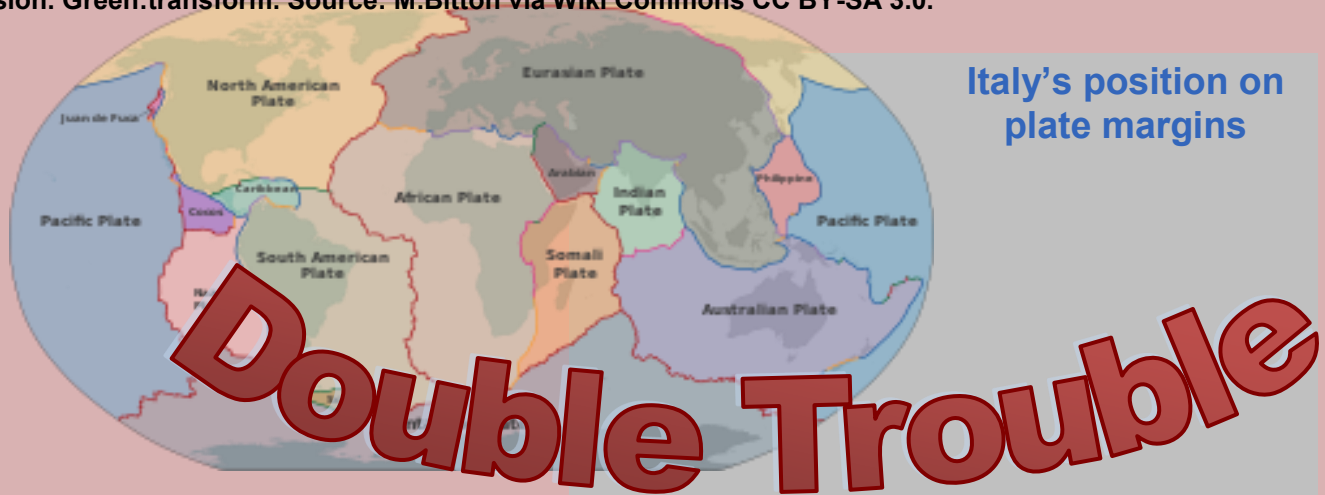 sion. Green:transform. Source: M.Bitton via Wiki Commons CC BY-SA 3.0.
Italy's position on
plate margins
North American
Plate
Eurasian Plate
Juan de Fuca
Caribbean
Cocos
Pacific Plate
African Plate
Arabian
Indian
Plate
Philippine
Pacific Plate
South American
Plate
Somali
Plate
Australian Plate
Double Trouble